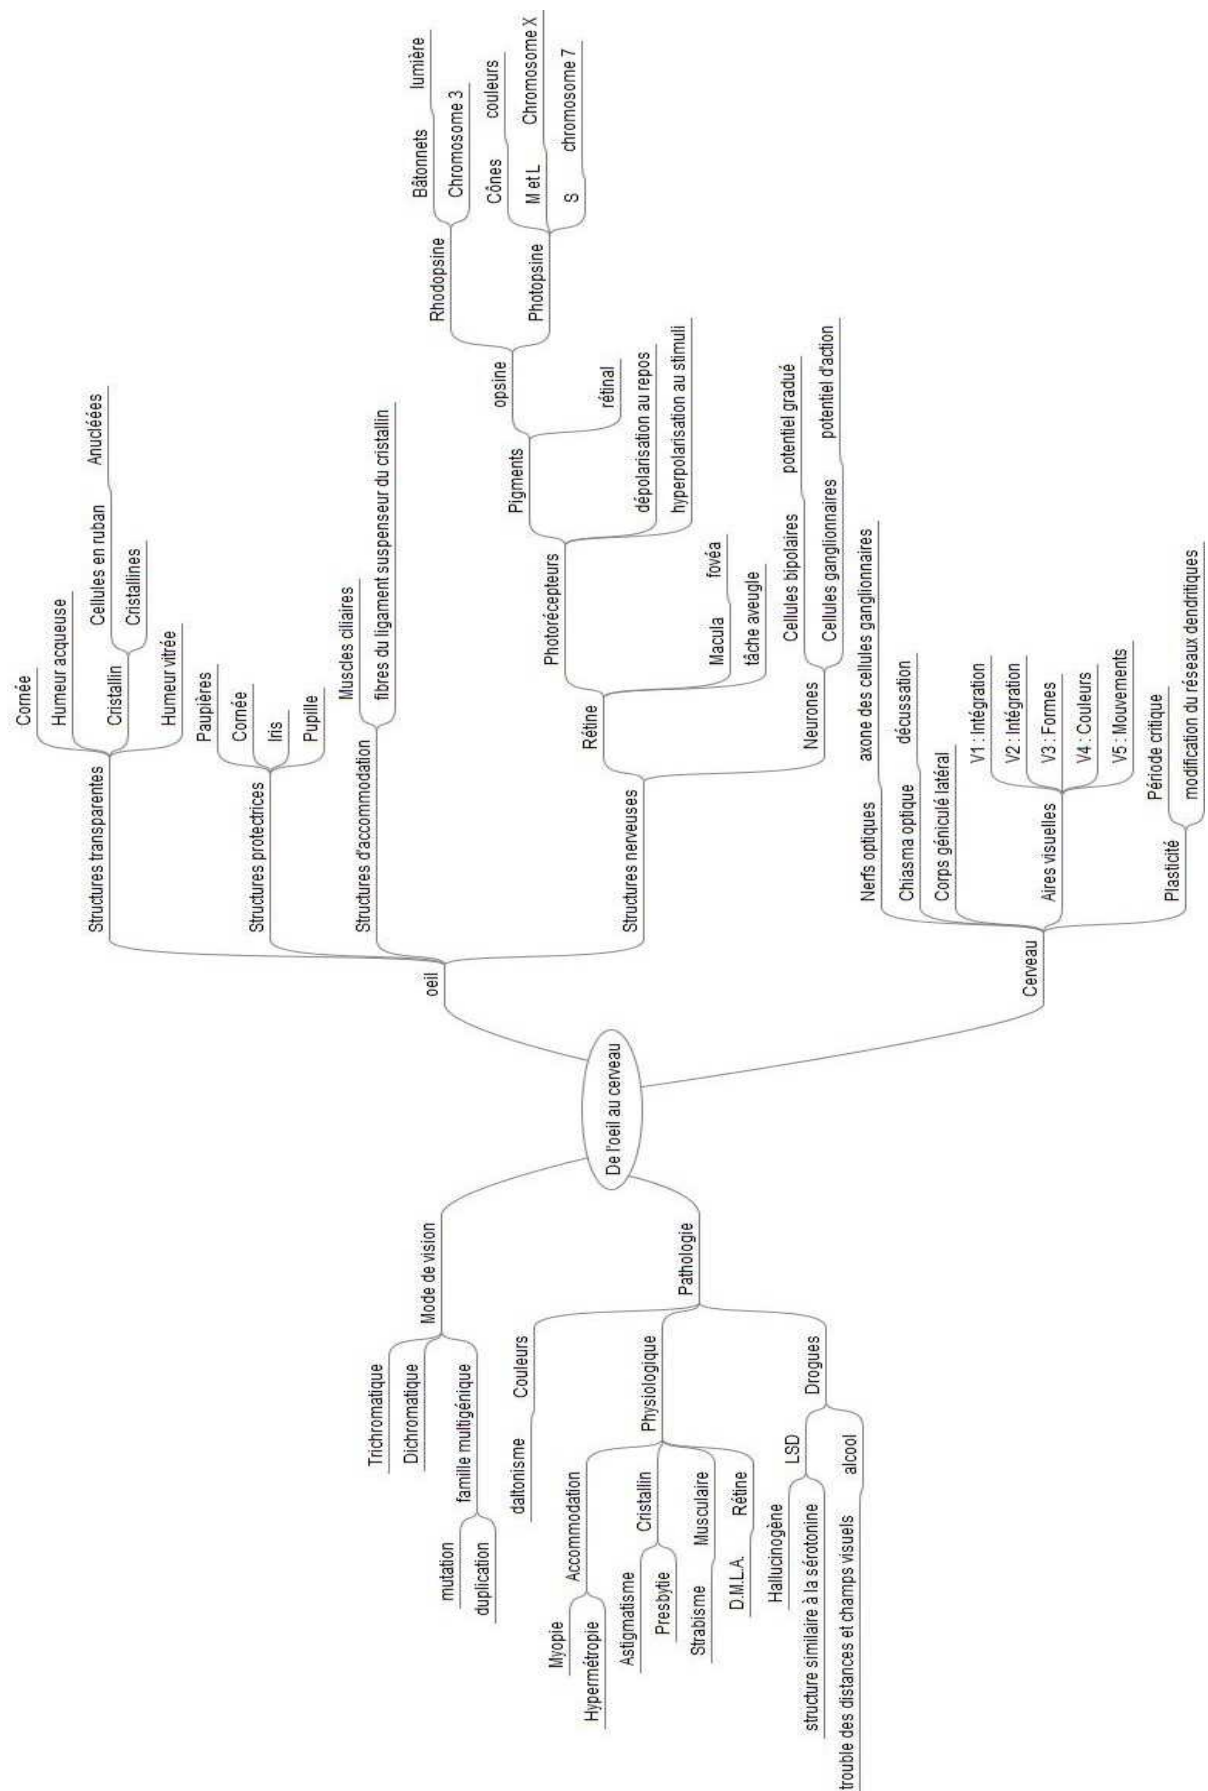 De l'oeil au cerveau
oeil
Structures transparentes
Cornée
Humeur acqueuse
Cristallin
Cellules en ruban
Anucléées
Cristallines
Humeur vitrée
Structures protectrices
Paupières
Cornée
Iris
Pupille
Structures d'accommodation
Muscles ciliaires
fibres du ligament suspenseur du cristallin
Structures nerveuses
Rétine
Photorécepteurs
Pigments
opsine
Rhodopsine
Bâtonnets
lumière
Chromosome 3
Photopsine
Cônes
couleurs
M et L
Chromosome X
S
chromosome 7
rétinal
dépolarisation au repos
hyperpolarisation au stimuli
Macula
fovéa
tâche aveugle
Neurones
Cellules bipolaires
potentiel gradué
Cellules ganglionnaires
potentiel d'action
Cerveau
Nerfs optiques
axone des cellules ganglionnaires
Chiasma optique
décussation
Corps géniculé latéral
Aires visuelles
V1 : Intégration
V2 : Intégration
V3 : Formes
V4 : Couleurs
V5 : Mouvements
Plasticité
Période critique
modification du réseaux dendritiques
Mode de vision
Trichromatique
Dichromatique
famille multigénique
mutation
duplication
Pathologie
Couleurs
daltonisme
Physiologique
Accommodation
Myopie
Hypermétropie
Cristallin
Astigmatisme
Presbytie
Musculaire
Strabisme
Rétine
D.M.L.A.
Drogues
LSD
Hallucinogène
structure similaire à la sérotonine
alcool
trouble des distances et champs visuels